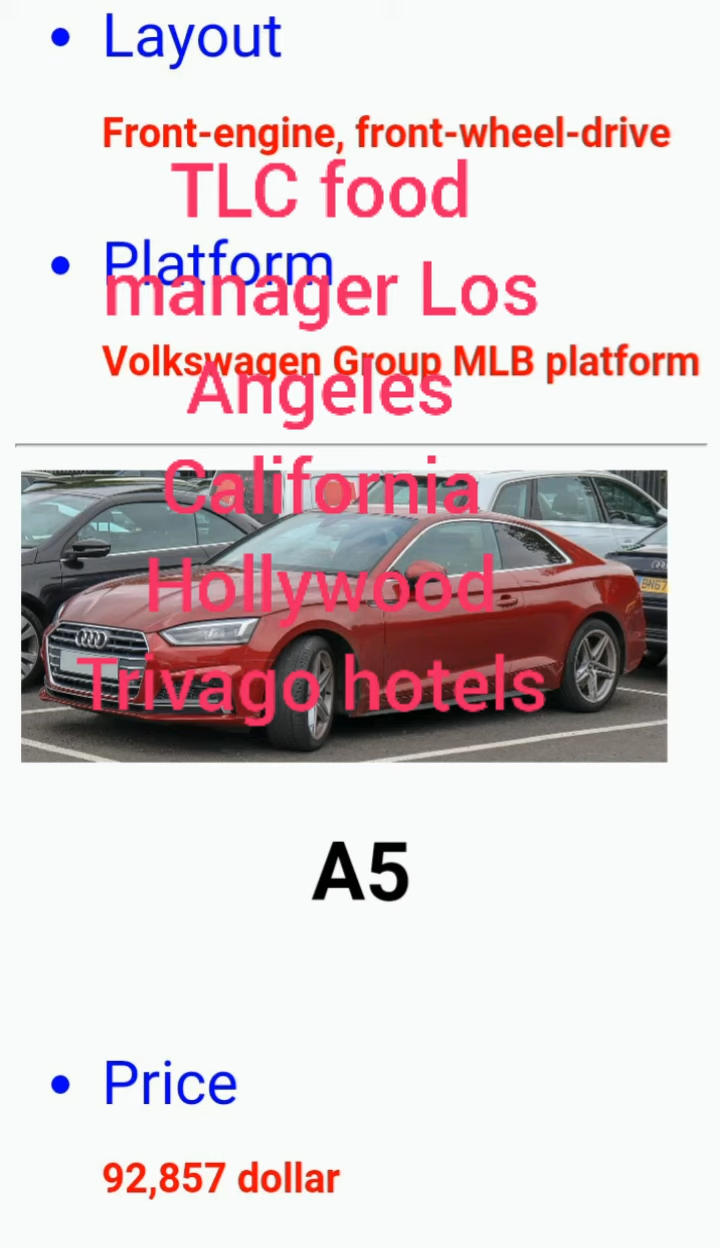 Layout
Front-engine, front-wheel-drive
TLC food
Platform
manager Los
Volkswagen Group MLB platform
Angeles
California
Hollywood
Trivago hotels
A5
Price
92,857 dollar